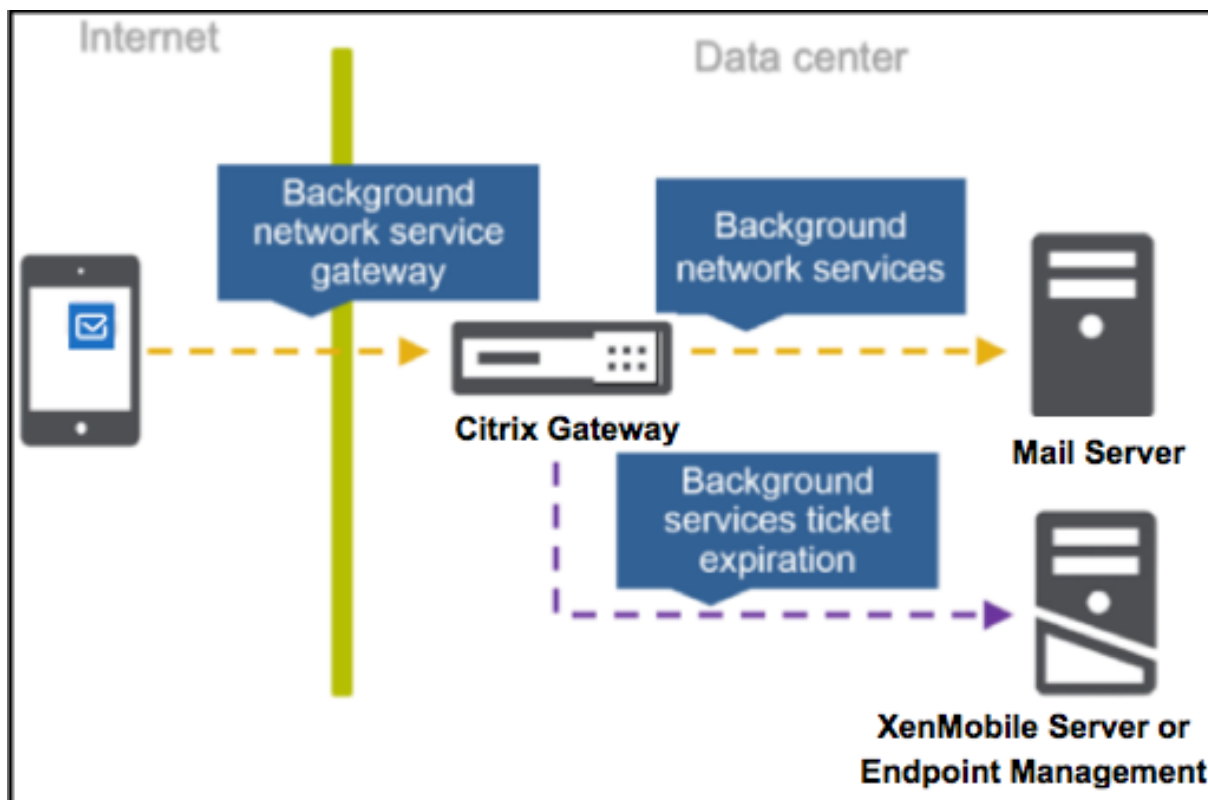 Internet
Data center
Background
network service
gateway
Background
network services
Citrix Gateway
Mail Server
Background
services ticket
expiration
XenMobile Server or
Endpoint Management